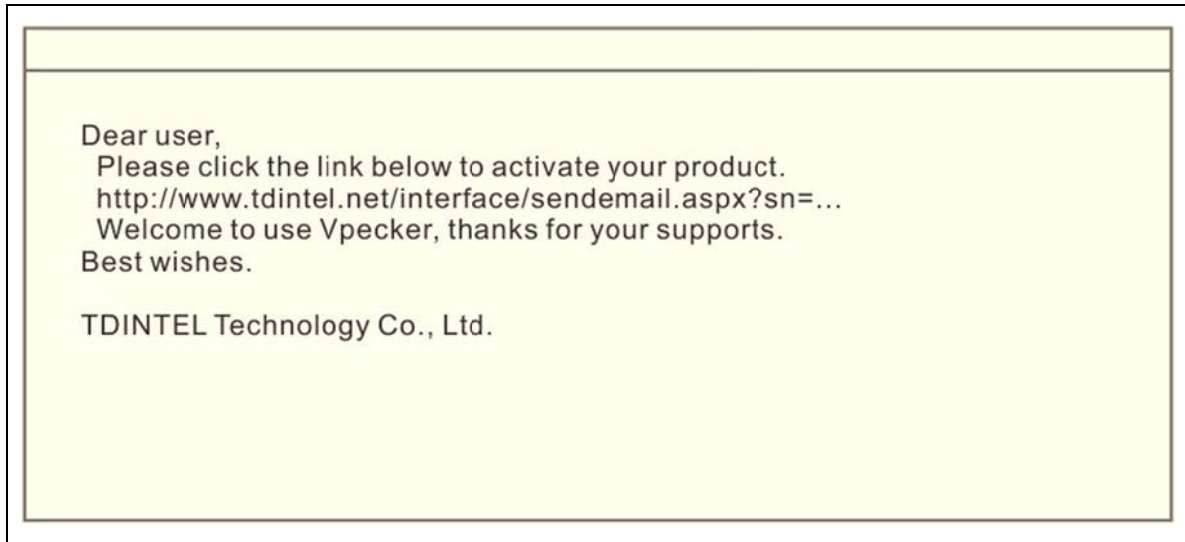 Dear user,
Please click the link below to activate your product.
http://www.tdintel.net/interface/sendemail.aspx?sn=...
Welcome to use Vpecker, thanks for your supports.
Best wishes.
TDINTEL Technology Co., Ltd.